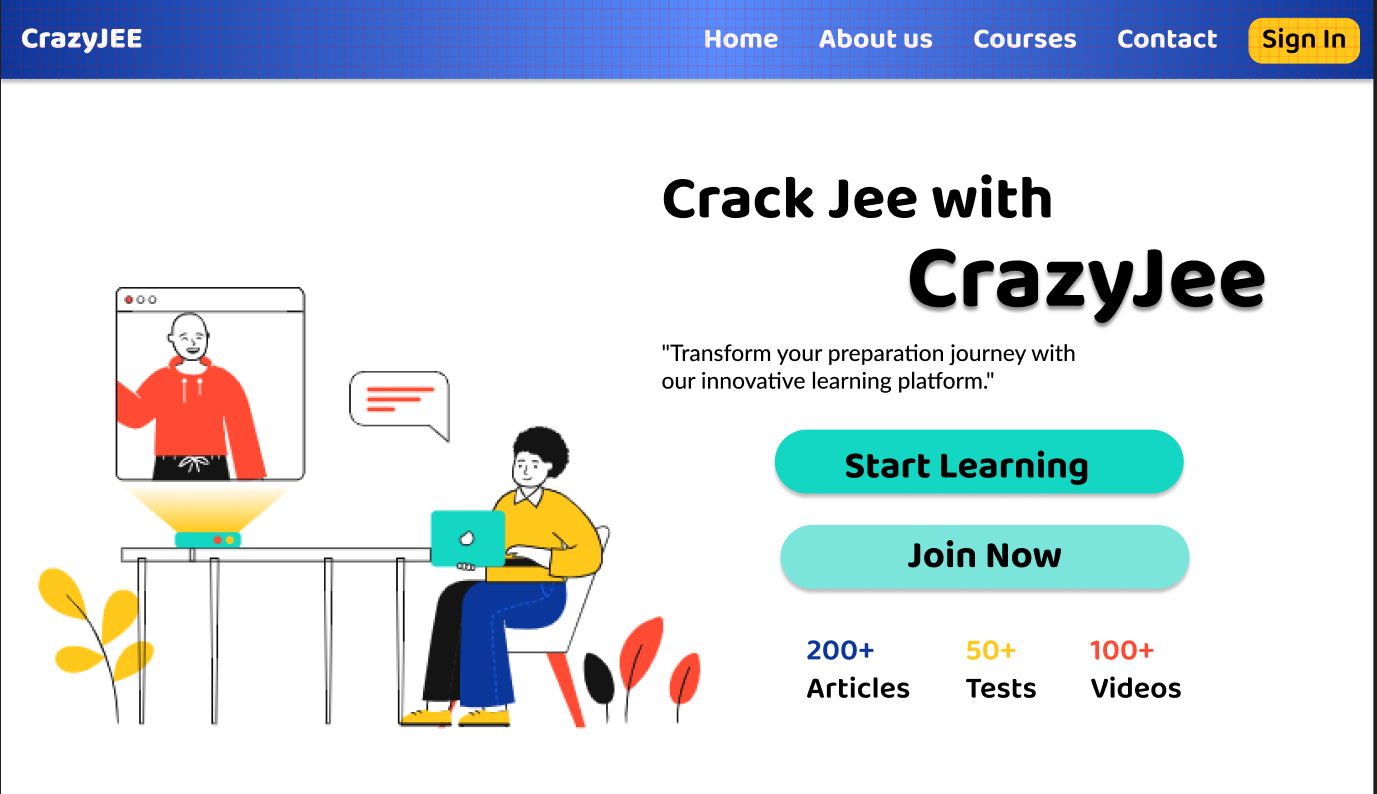 CrazyJEE
Home About us Courses Contact Sign In
Crack Jee with
CrazyJee
"Transform your preparation journey with
our innovative learning platform."
Start Learning
Join Now
200+ 50+ 100+
Articles Tests Videos